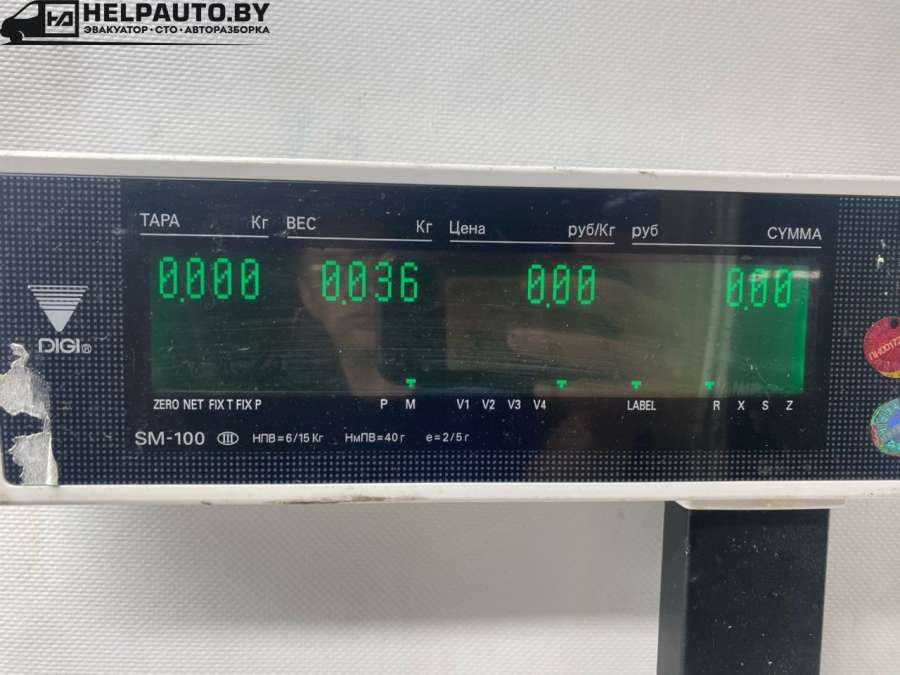 HELPAUTO.BY
ЭВАКУАТОР · СТО · АВТОРАЗБОРКА
ТАРА Кг ВЕС Кг Цена руб/Кг руб СУММА
0.000 0.036 0.00 0.00
DIGI®
ZERO NET FIX T FIX P P M V1 V2 V3 V4 LABEL R X S Z
SM-100 III НПВ=6/15 Кг НмПВ=40 г e=2/5 г